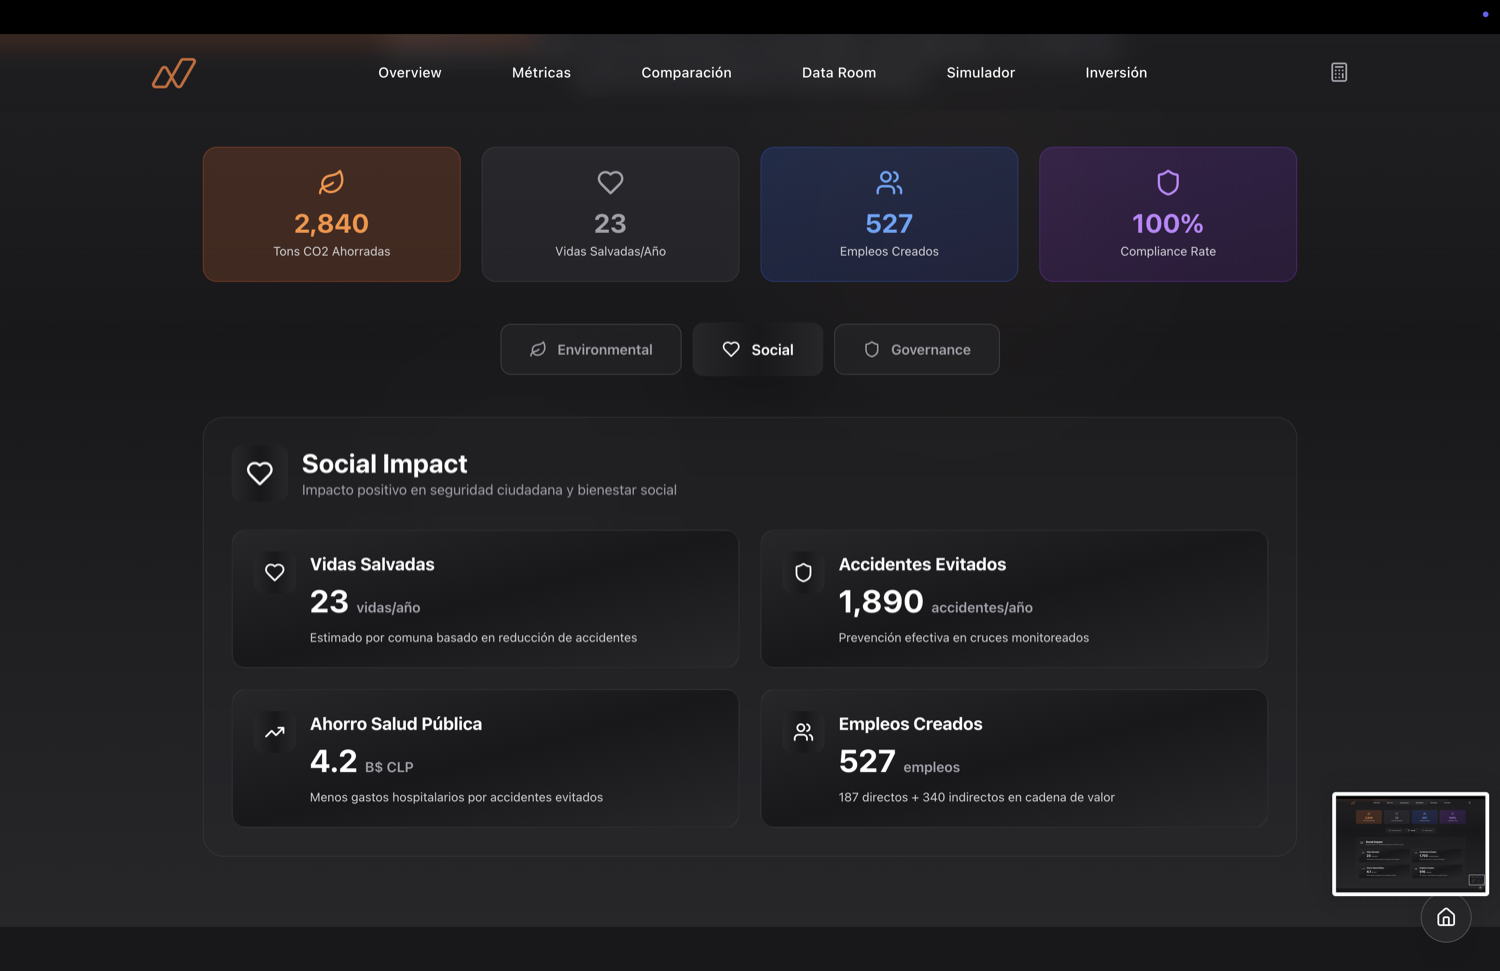 Overview Métricas Comparación Data Room Simulador Inversión
2,840
Tons CO2 Ahorradas
23
Vidas Salvadas/Año
527
Empleos Creados
100%
Compliance Rate
Environmental
Social
Governance
Social Impact
Impacto positivo en seguridad ciudadana y bienestar social
Vidas Salvadas
23 vidas/año
Estimado por comuna basado en reducción de accidentes
Accidentes Evitados
1,890 accidentes/año
Prevención efectiva en cruces monitoreados
Ahorro Salud Pública
4.2 B$ CLP
Menos gastos hospitalarios por accidentes evitados
Empleos Creados
527 empleos
187 directos + 340 indirectos en cadena de valor